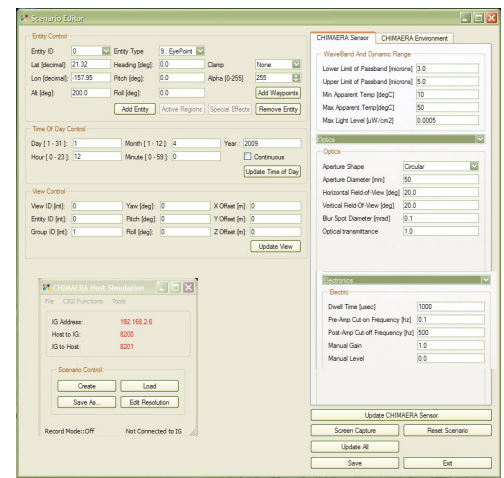 Scenario Editor
Entity Control
Entity ID 0 Entity Type 9 : EyePoint
Lat [decimal]: 21.32 Heading [deg]: 0.0 Clamp None
Lon [decimal]: -157.95 Pitch [deg]: 0.0 Alpha [0-255] 255
Alt [deg]: 200.0 Roll [deg]: 0.0 Add Waypoints
Add Entity Active Regions Special Effects Remove Entity
Time Of Day Control
Day [ 1 - 31 ]: 1 Month [ 1 - 12 ]: 4 Year : 2009
Hour [ 0 - 23 ]: 12 Minute [ 0 - 59 ]: 0 Continuous
Update Time of Day
View Control
View ID [int]: 0 Yaw [deg]: 0 X Offset [m]: 0
Entity ID [int]: 0 Pitch [deg]: 0 Y Offset [m]: 0
Group ID [int]: 1 Roll [deg]: 0 Z Offset [m]: 0
Update View
CHIMAERA Host Simulation
File CIGI Functions Tools
IG Address: 192.168.2.6
Host to IG: 8200
IG to Host: 8201
Scenario Control:
Create Load
Save As... Edit Resolution
Record Mode::Off Not Connected to IG
CHIMAERA Sensor CHIMAERA Environment
WaveBand And Dynamic Range
Lower Limit of Passband [microns] 3.0
Upper Limit of Passband [microns] 5.0
Min Apparent Temp [degC] 10
Max Apparent Temp[degC] 50
Max Light Level [uW/cm2] 0.0005
Optics
Optics
Aperture Shape Circular
Aperture Diameter [mm] 50
Horizontal Field-of-View [deg] 20.0
Vertical Field-Of-View [deg] 20.0
Blur Spot Diameter [mrad] 0.1
Optical transmittance 1.0
Electronics
Electric
Dwell Time [usec] 1000
Pre-Amp Cut-on Frequency [hz] 0.1
Post-Amp Cut-off Frequency [hz] 500
Manual Gain 1.0
Manual Level 0.0
Update CHIMAERA Sensor
Screen Capture Reset Scenario
Update All
Save Exit